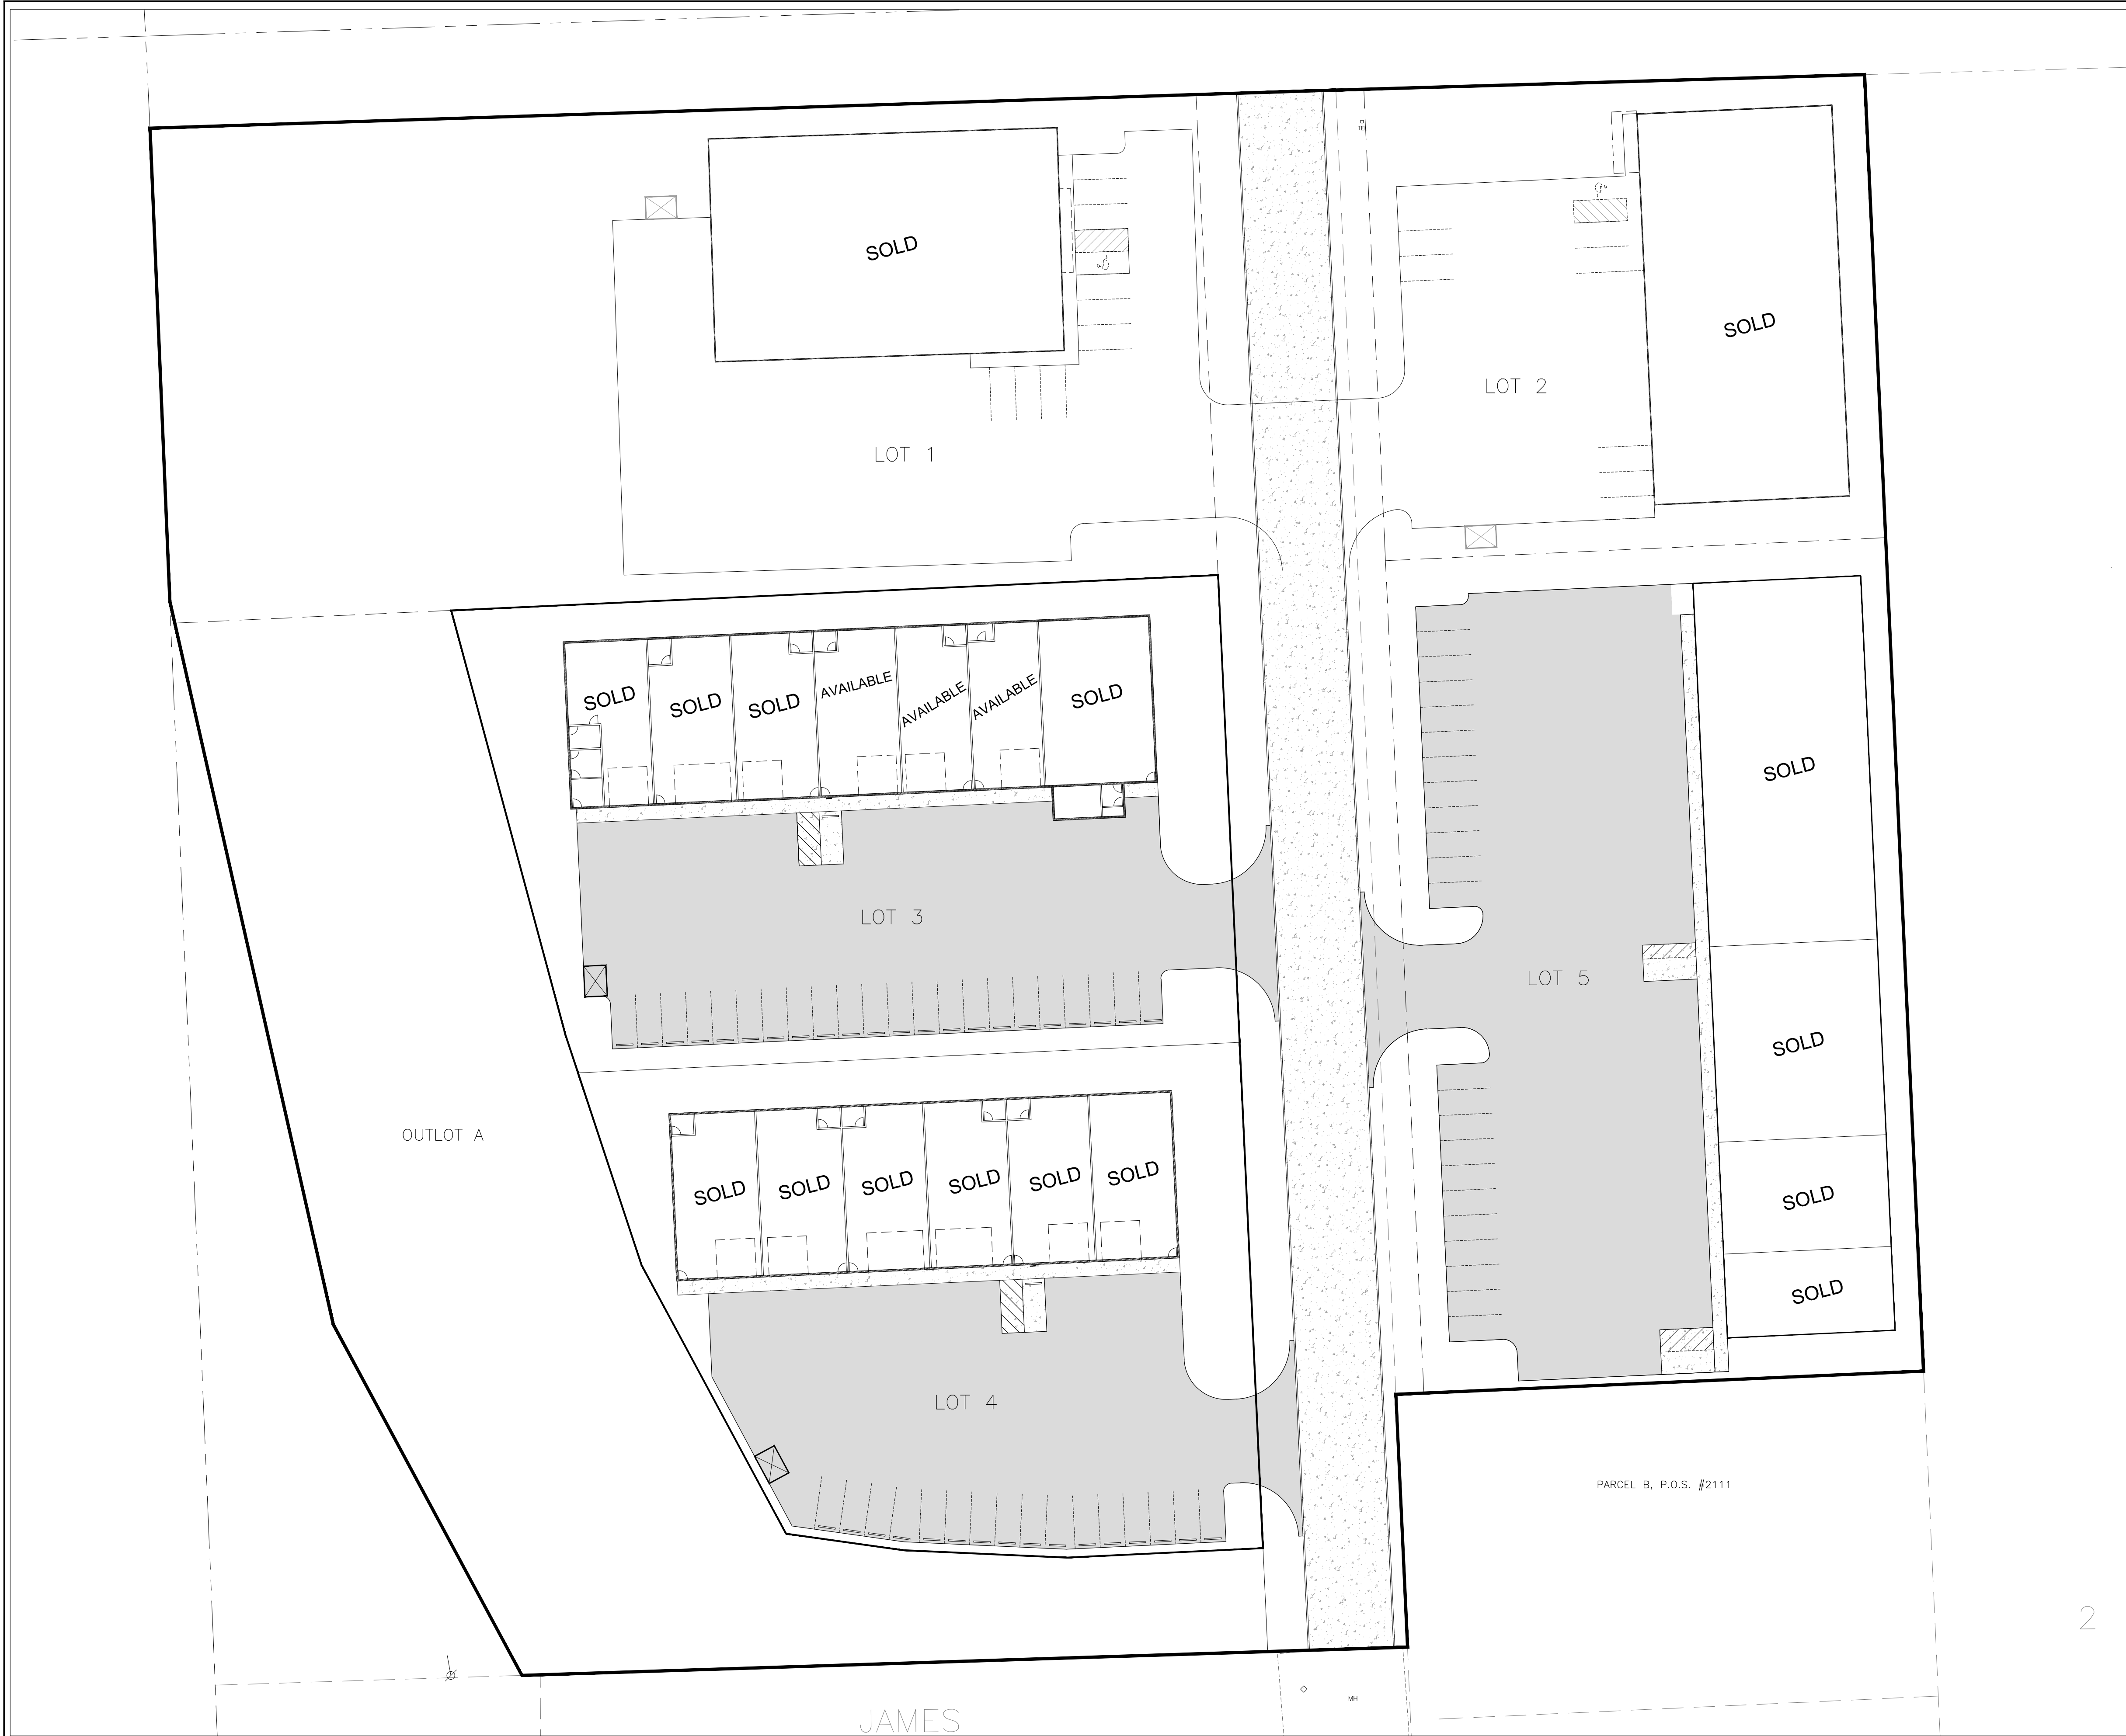 TEL
SOLD
SOLD
LOT 2
LOT 1
SOLD
SOLD
SOLD
AVAILABLE
AVAILABLE
AVAILABLE
SOLD
SOLD
LOT 3
LOT 5
SOLD
OUTLOT A
SOLD
SOLD
SOLD
SOLD
SOLD
SOLD
SOLD
SOLD
LOT 4
PARCEL B, P.O.S. #2111
2
MH
JAMES